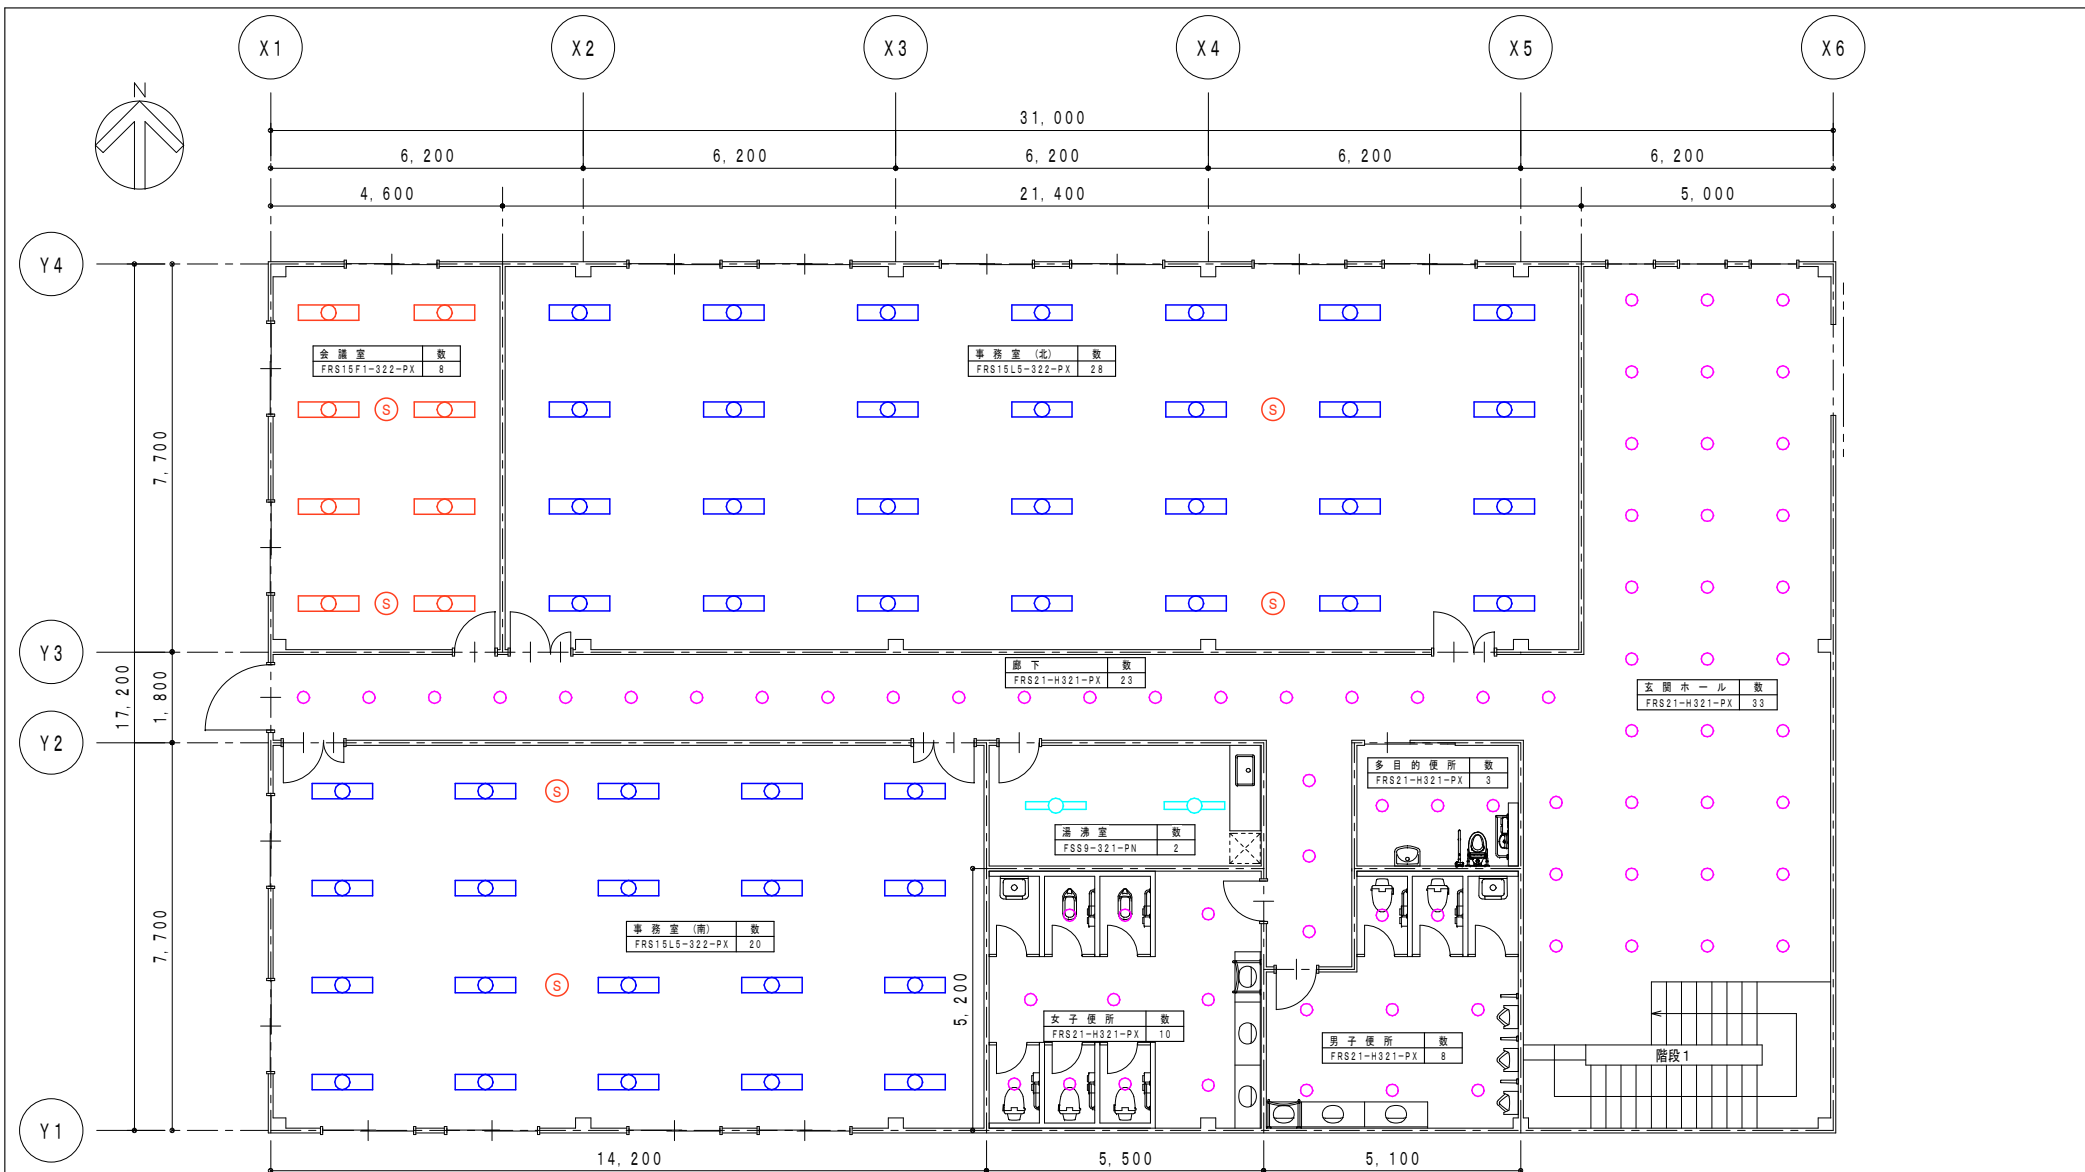 X1 X2 X3 X4 X5 X6
N
31,000
6,200 6,200 6,200 6,200 6,200
4,600 21,400 5,000
Y4
会議室 数
FRS15F1-322-PX 8
事務室(北) 数
FRS15L5-322-PX 28
S S
7,700
S S
Y3
廊下 数
FRS21-H321-PX 23
17,200
1,800
玄関ホール 数
FRS21-H321-PX 33
Y2
多目的便所 数
FRS21-H321-PX 3
S
湯沸室 数
FSS9-321-PN 2
7,700
事務室(南) 数
FRS15L5-322-PX 20
S
5,200
女子便所 数
FRS21-H321-PX 10
男子便所 数
FRS21-H321-PX 8
階段1
Y1
14,200 5,500 5,100